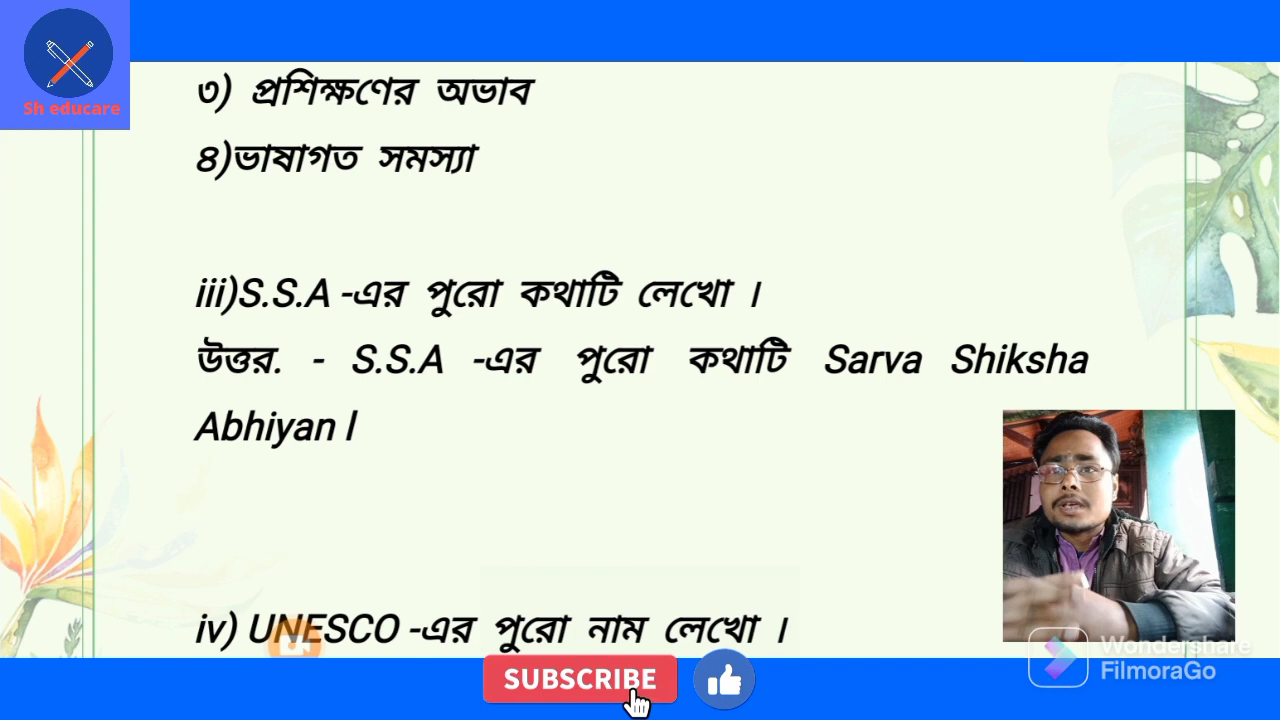 Sh educare
৩) প্রশিক্ষণের অভাব
৪)ভাষাগত সমস্যা
iii)S.S.A -এর পুরো কথাটি লেখো ।
উত্তর. - S.S.A -এর পুরো কথাটি Sarva Shiksha
Abhiyan l
iv) UNESCO -এর পুরো নাম লেখো ।
SUBSCRIBE
Wondershare
FilmoraGo